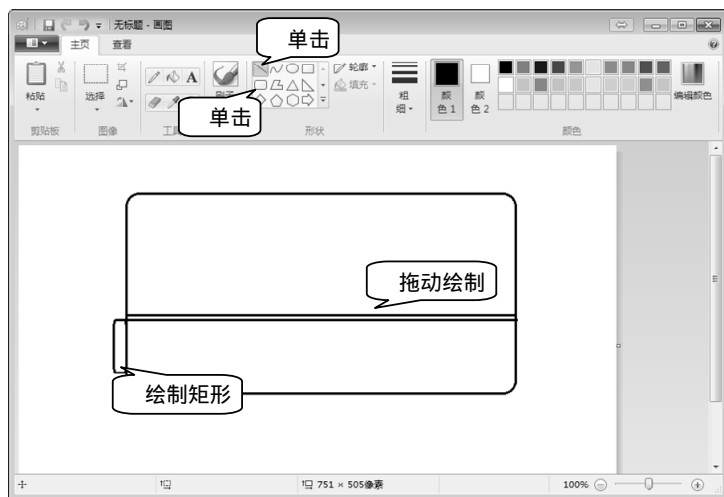 无标题 - 画图
主页 查看
单击
单击
粘贴
选择
A
轮廓
填充
粗细
颜色 1
颜色 2
编辑颜色
剪贴板 图像 形状 颜色
拖动绘制
绘制矩形
751 × 505像素 100%